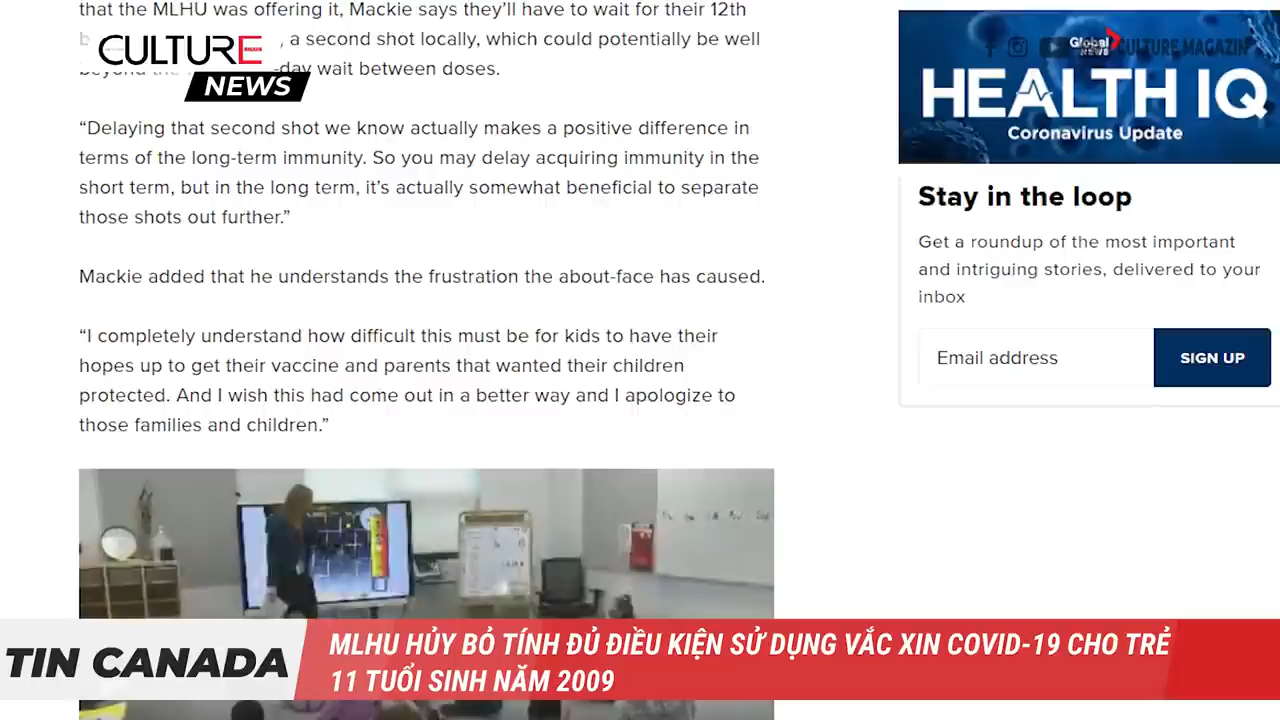 that the MLHU was offering it, Mackie says they'll have to wait for their 12th
, a second shot locally, which could potentially be well
beyond the -day wait between doses.
CULTURE
NEWS
“Delaying that second shot we know actually makes a positive difference in
terms of the long-term immunity. So you may delay acquiring immunity in the
short term, but in the long term, it’s actually somewhat beneficial to separate
those shots out further.”
Mackie added that he understands the frustration the about-face has caused.
“I completely understand how difficult this must be for kids to have their
hopes up to get their vaccine and parents that wanted their children
protected. And I wish this had come out in a better way and I apologize to
those families and children.”
Global
NEWS
CULTURE MAGAZIN
HEALTH IQ
Coronavirus Update
Stay in the loop
Get a roundup of the most important
and intriguing stories, delivered to your
inbox
Email address
SIGN UP
TIN CANADA
MLHU HỦY BỎ TÍNH ĐỦ ĐIỀU KIỆN SỬ DỤNG VẮC XIN COVID-19 CHO TRẺ
11 TUỔI SINH NĂM 2009